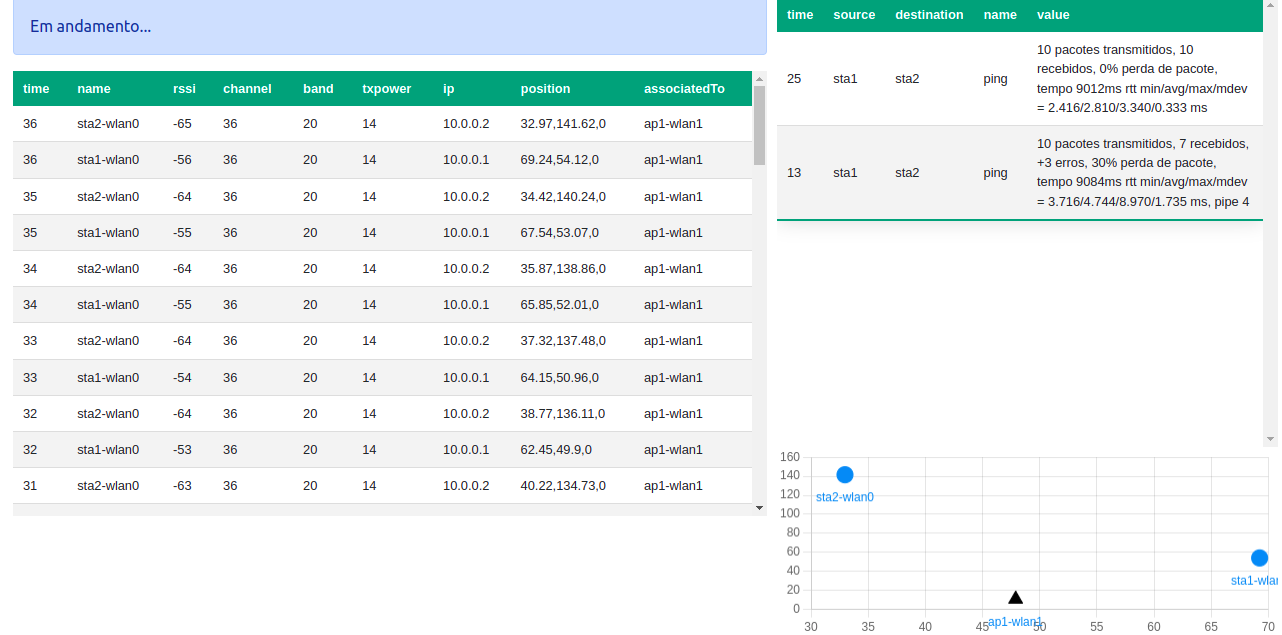 Em andamento...
time name rssi channel band txpower ip position associatedTo
36 sta2-wlan0 -65 36 20 14 10.0.0.2 32.97,141.62,0 ap1-wlan1
36 sta1-wlan0 -56 36 20 14 10.0.0.1 69.24,54.12,0 ap1-wlan1
35 sta2-wlan0 -64 36 20 14 10.0.0.2 34.42,140.24,0 ap1-wlan1
35 sta1-wlan0 -55 36 20 14 10.0.0.1 67.54,53.07,0 ap1-wlan1
34 sta2-wlan0 -64 36 20 14 10.0.0.2 35.87,138.86,0 ap1-wlan1
34 sta1-wlan0 -55 36 20 14 10.0.0.1 65.85,52.01,0 ap1-wlan1
33 sta2-wlan0 -64 36 20 14 10.0.0.2 37.32,137.48,0 ap1-wlan1
33 sta1-wlan0 -54 36 20 14 10.0.0.1 64.15,50.96,0 ap1-wlan1
32 sta2-wlan0 -64 36 20 14 10.0.0.2 38.77,136.11,0 ap1-wlan1
32 sta1-wlan0 -53 36 20 14 10.0.0.1 62.45,49.9,0 ap1-wlan1
31 sta2-wlan0 -63 36 20 14 10.0.0.2 40.22,134.73,0 ap1-wlan1
time source destination name value
25 sta1 sta2 ping 10 pacotes transmitidos, 10
recebidos, 0% perda de pacote,
tempo 9012ms rtt min/avg/max/mdev
= 2.416/2.810/3.340/0.333 ms
13 sta1 sta2 ping 10 pacotes transmitidos, 7 recebidos,
+3 erros, 30% perda de pacote,
tempo 9084ms rtt min/avg/max/mdev
= 3.716/4.744/8.970/1.735 ms, pipe 4
160
140
120
100
80
60
40
20
0
sta2-wlan0
sta1-wlan
ap1-wlan1
30 35 40 45 50 55 60 65 70